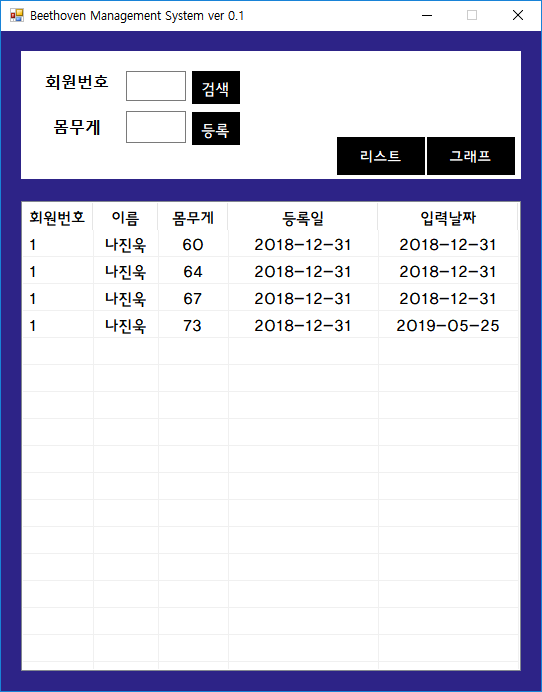 Beethoven Management System ver 0.1
회원번호 검색
몸무게 등록
리스트 그래프
회원번호 이름 몸무게 등록일 입력날짜
1 나진욱 60 2018-12-31 2018-12-31
1 나진욱 64 2018-12-31 2018-12-31
1 나진욱 67 2018-12-31 2018-12-31
1 나진욱 73 2018-12-31 2019-05-25